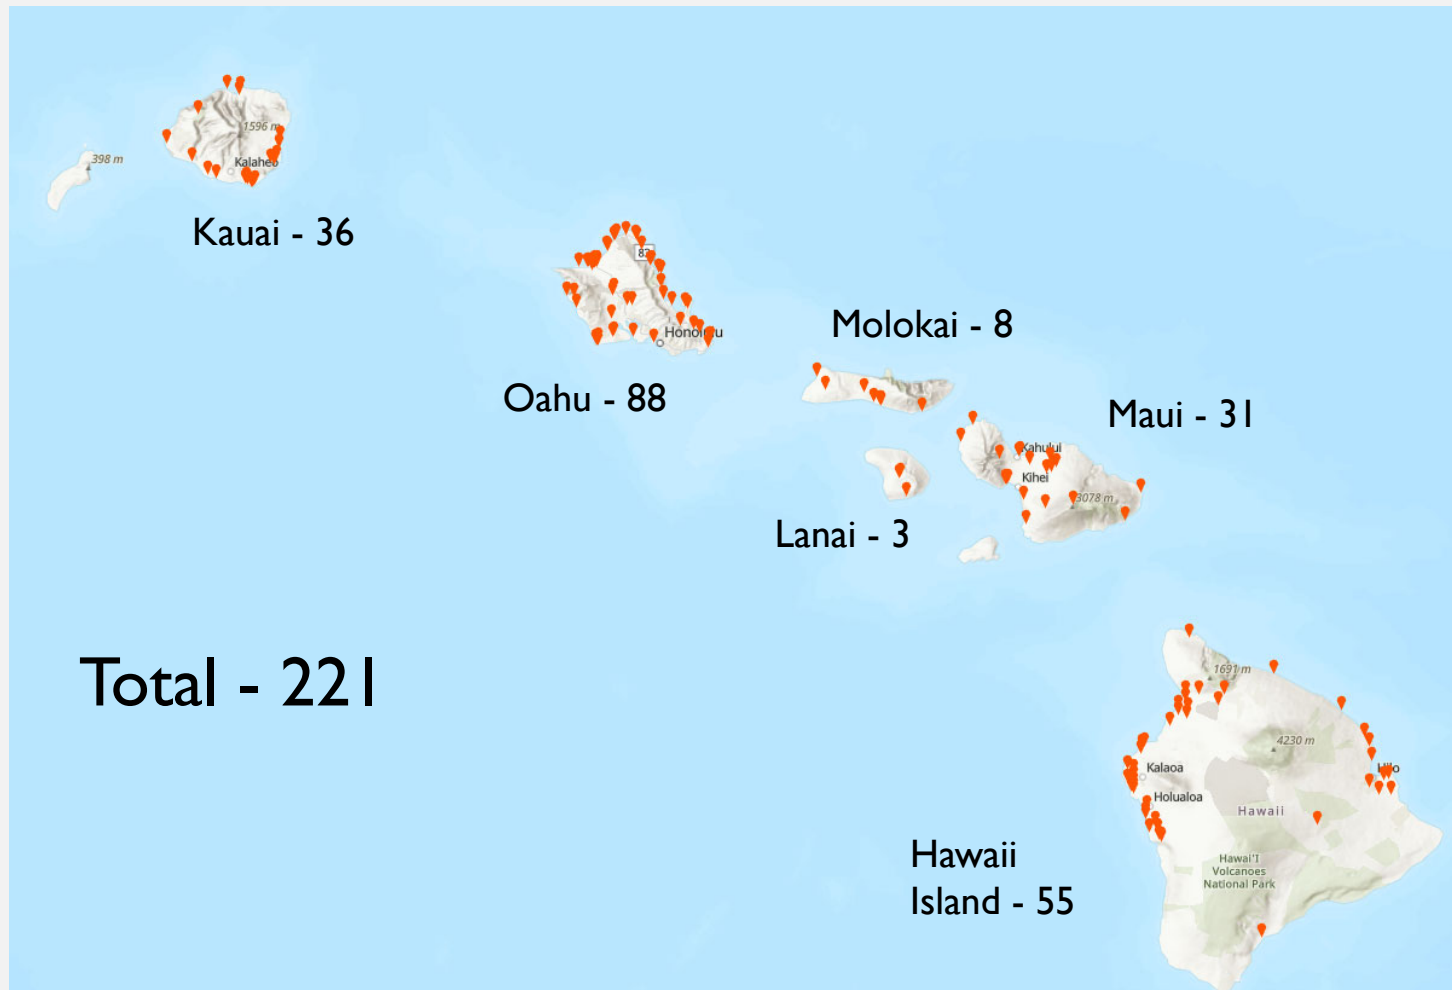 1596 m
398 m
Kalaheo
Kauai - 36
83
Honolulu
Molokai - 8
Oahu - 88
Maui - 31
Kahului
Kihei
3078 m
Lanai - 3
Total - 221
1691 m
4230 m
Kalaoa
Hilo
Holualoa
Hawaii
Hawaii
Island - 55
Hawai'I
Volcanoes
National Park